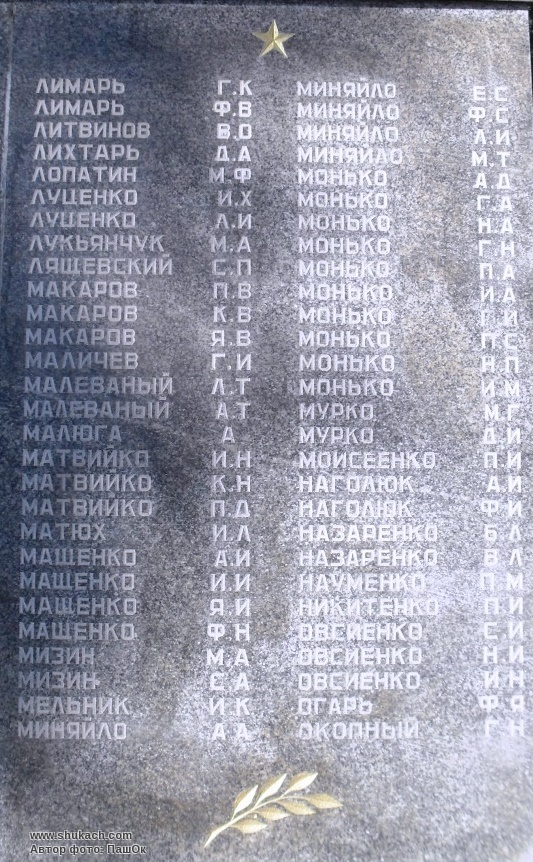 ЛИМАРЬ Г.К
ЛИМАРЬ Ф.В
ЛИТВИНОВ В.О
ЛИХТАРЬ Д.А
ЛОПАТИН М.Ф
ЛУЦЕНКО И.Х
ЛУЦЕНКО Л.И
ЛУКЬЯНЧУК М.А
ЛЯЩЕВСКИЙ С.П
МАКАРОВ П.В
МАКАРОВ К.В
МАКАРОВ Я.В
МАЛИЧЕВ Г.И
МАЛЕВАНЫЙ Л.Т
МАЛЕВАНЫЙ А.Т
МАЛЮГА А
МАТВИЙКО И.Н
МАТВИЙКО К.Н
МАТВИЙКО П.Д
МАТЮХ И.Л
МАЩЕНКО А.И
МАЩЕНКО И.И
МАЩЕНКО Я.И
МАЩЕНКО Ф.Н
МИЗИН М.А
МИЗИН Е.А
МЕЛЬНИК И.К
МИНЯЙЛО А.А
МИНЯЙЛО Е.С
МИНЯЙЛО Ф.С
МИНЯЙЛО Л.И
МИНЯЙЛО М.Т
МОНЬКО А.Д
МОНЬКО Г.А
МОНЬКО Н.А
МОНЬКО Г.Н
МОНЬКО П.А
МОНЬКО И.А
МОНЬКО
МОНЬКО П.С
МОНЬКО
МОНЬКО И.М
МУРКО М.Г
МУРКО Д.И
МОИСЕЕНКО П.И
НАГОЛЮК А.И
НАГОЛЮК Ф.И
НАЗАРЕНКО Б.Л
НАЗАРЕНКО В.Л
НАУМЕНКО П.М
НИКИТЕНКО П.И
ОВСИЕНКО С.И
ОВСИЕНКО Н.И
ОВСИЕНКО И.Н
ОГАРЬ Ф.Я
ОКОПНЫЙ Г.Н
www.shukach.com
Автор фото: ПашОк